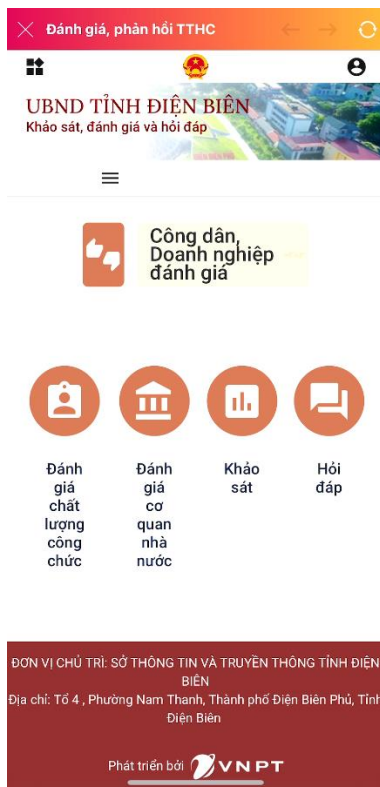 Đánh giá, phản hồi TTHC
UBND TỈNH ĐIỆN BIÊN
Khảo sát, đánh giá và hỏi đáp
Công dân,
Doanh nghiệp
đánh giá
Đánh
giá
chất
lượng
công
chức
Đánh
giá
cơ
quan
nhà
nước
Khảo
sát
Hỏi
đáp
ĐƠN VỊ CHỦ TRÌ: SỞ THÔNG TIN VÀ TRUYỀN THÔNG TỈNH ĐIỆN
BIÊN
Địa chỉ: Tổ 4 , Phường Nam Thanh, Thành phố Điện Biên Phủ, Tỉnh
Điện Biên
Phát triển bởi VNPT